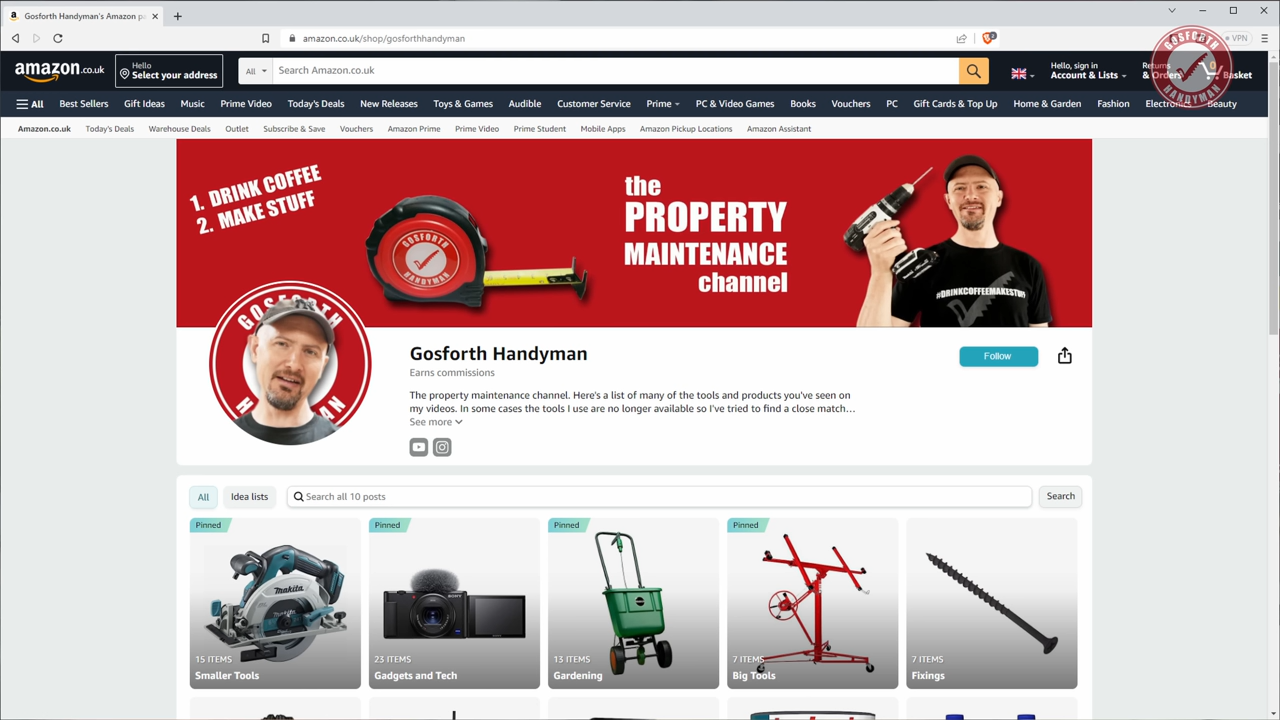 Gosforth Handyman's Amazon pa
amazon.co.uk/shop/gosforthhandyman
VPN
amazon.co.uk
Hello
Select your address
All
Search Amazon.co.uk
Hello, sign in
Account & Lists
Returns
& Orders
0
Basket
GOSFORTH
HANDYMAN
All
Best Sellers
Gift Ideas
Music
Prime Video
Today's Deals
New Releases
Toys & Games
Audible
Customer Service
Prime
PC & Video Games
Books
Vouchers
PC
Gift Cards & Top Up
Home & Garden
Fashion
Electronics
Beauty
Amazon.co.uk
Today's Deals
Warehouse Deals
Outlet
Subscribe & Save
Vouchers
Amazon Prime
Prime Video
Prime Student
Mobile Apps
Amazon Pickup Locations
Amazon Assistant
1. DRINK COFFEE
2. MAKE STUFF
GOSFORTH
HANDYMAN
the
PROPERTY
MAINTENANCE
channel
#DRINKCOFFEEMAKESTUFF
Gosforth Handyman
Earns commissions
Follow
The property maintenance channel. Here's a list of many of the tools and products you've seen on
my videos. In some cases the tools I use are no longer available so I've tried to find a close match...
See more
All
Idea lists
Search all 10 posts
Search
Pinned
makita
15 ITEMS
Smaller Tools
Pinned
SONY
23 ITEMS
Gadgets and Tech
Pinned
13 ITEMS
Gardening
Pinned
7 ITEMS
Big Tools
7 ITEMS
Fixings